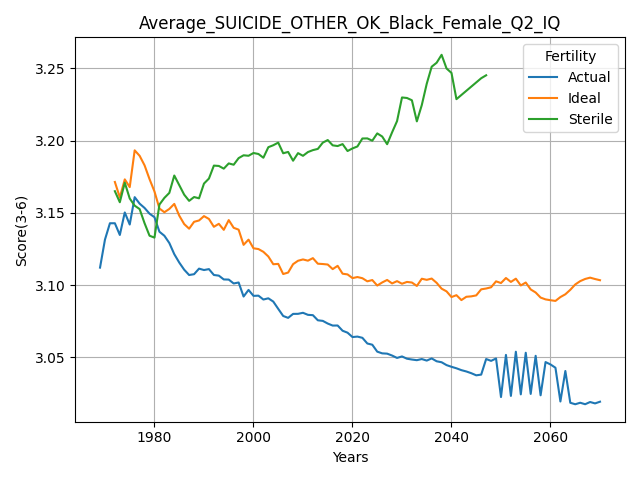 Average_SUICIDE_OTHER_OK_Black_Female_Q2_IQ
Fertility
Actual
Ideal
Sterile
Score(3-6)
3.25
3.20
3.15
3.10
3.05
1980
2000
2020
2040
2060
Years